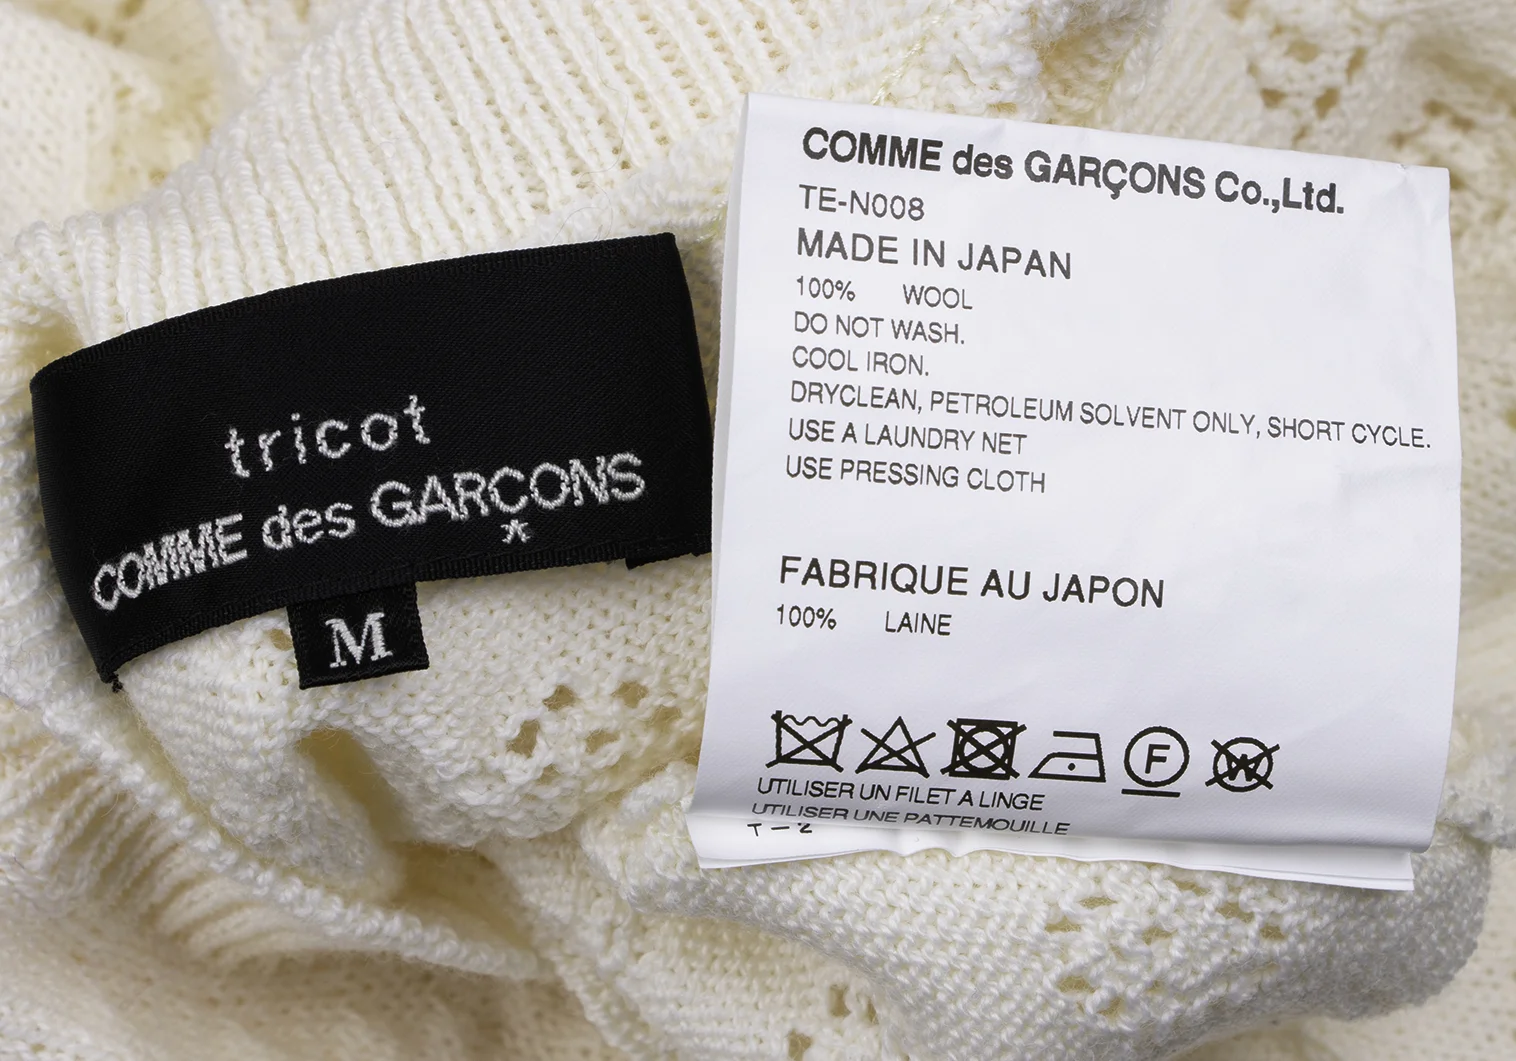 tricot
COMME des GARÇONS
M
COMME des GARÇONS Co.,Ltd.
TE-N008
MADE IN JAPAN
100% WOOL
DO NOT WASH.
COOL IRON.
DRYCLEAN, PETROLEUM SOLVENT ONLY, SHORT CYCLE.
USE A LAUNDRY NET
USE PRESSING CLOTH
FABRIQUE AU JAPON
100% LAINE
F W
UTILISER UN FILET A LINGE
UTILISER UNE PATTEMOUILLE
T-2